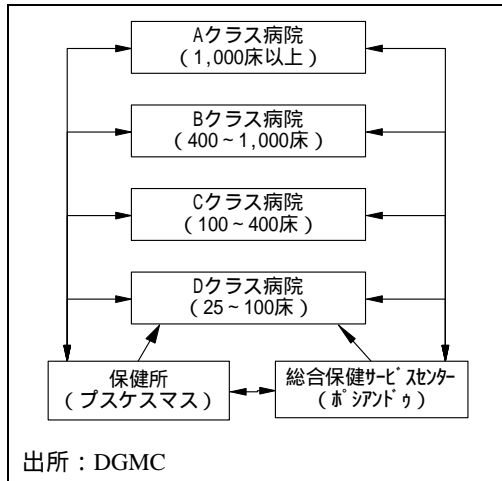 Aクラス病院
（1,000床以上）
Bクラス病院
（400～1,000床）
Cクラス病院
（100～400床）
Dクラス病院
（25～100床）
保健所
（プスケスマス）
総合保健ｻｰﾋﾞｽｾﾝﾀｰ
（ﾎﾟｼｱﾝﾄﾞｩ）
出所：DGMC